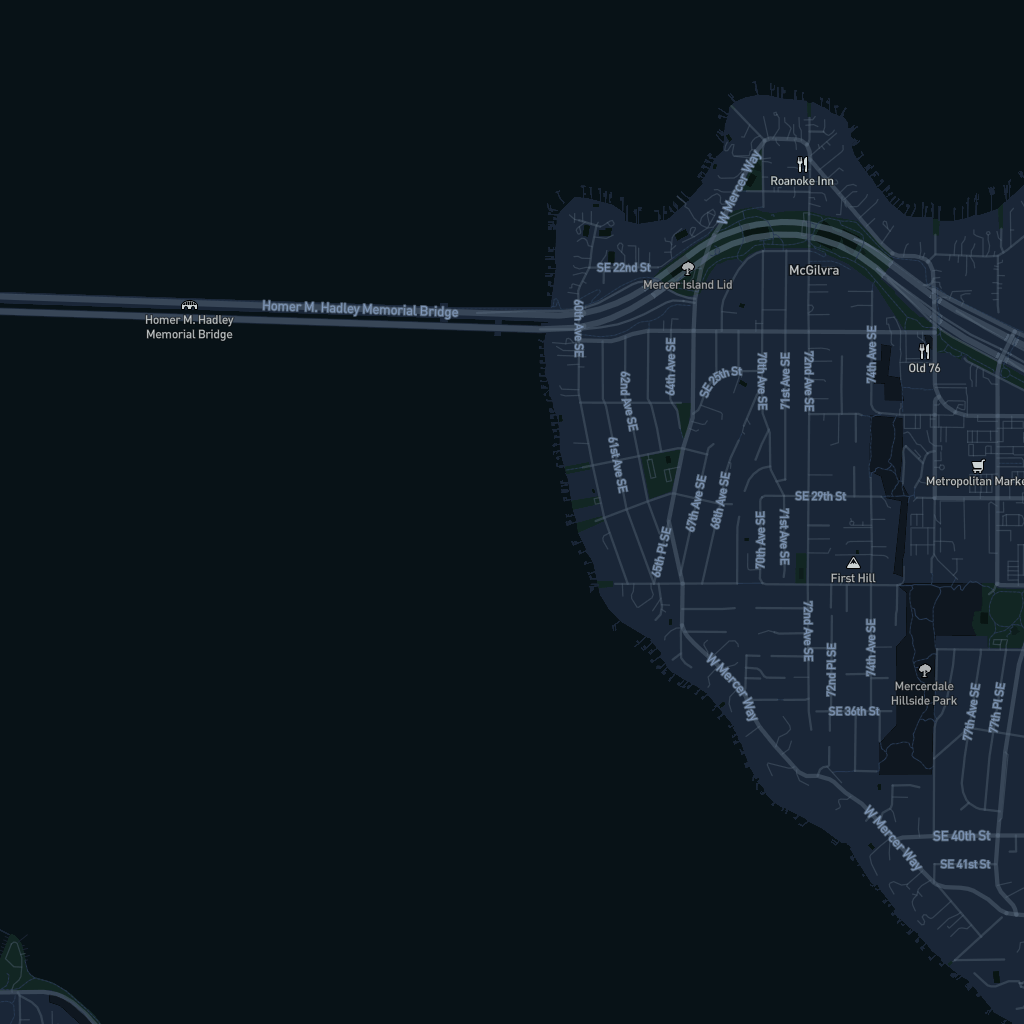 W Mercer Way
Roanoke Inn
SE 22nd St
Mercer Island Lid
McGilvra
Homer M. Hadley
Memorial Bridge
Homer M. Hadley Memorial Bridge
60th Ave SE
Old 76
64th Ave SE
62nd Ave SE
SE 25th St
70th Ave SE
71st Ave SE
72nd Ave SE
74th Ave SE
61st Ave SE
Metropolitan Marke
67th Ave SE
68th Ave SE
SE 29th St
65th Pl SE
70th Ave SE
71st Ave SE
First Hill
72nd Ave SE
72nd Pl SE
74th Ave SE
W Mercer Way
Mercerdale
Hillside Park
SE 36th St
77th Ave SE
77th Pl SE
W Mercer Way
SE 40th St
SE 41st St